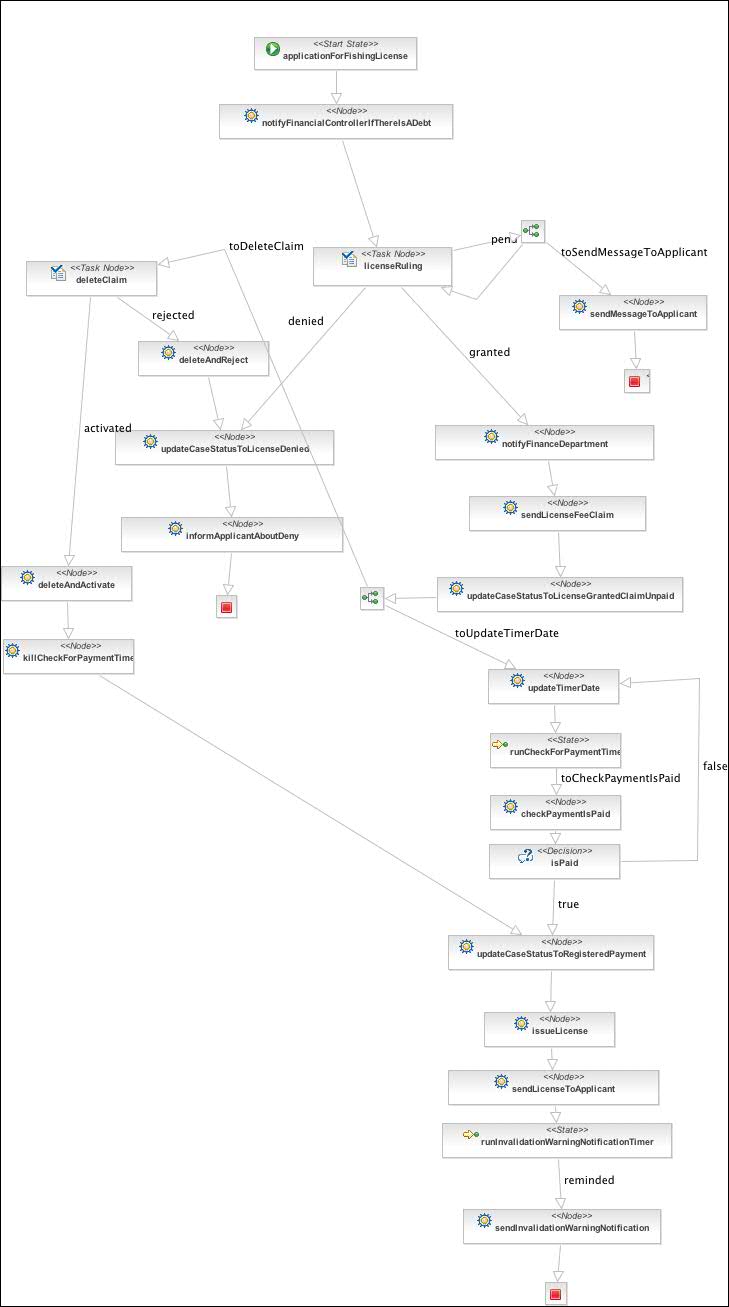 <<Start State>>
applicationForFishingLicense
<<Node>>
notifyFinancialControllerIfThereIsADebt
toDeleteClaim
pend
toSendMessageToApplicant
<<Task Node>>
deleteClaim
<<Task Node>>
licenseRuling
<<Node>>
sendMessageToApplicant
rejected
denied
<<Node>>
deleteAndReject
granted
<
activated
<<Node>>
updateCaseStatusToLicenseDenied
<<Node>>
notifyFinanceDepartment
<<Node>>
sendLicenseFeeClaim
<<Node>>
informApplicantAboutDeny
<<Node>>
deleteAndActivate
<<Node>>
updateCaseStatusToLicenseGrantedClaimUnpaid
toUpdateTimerDate
<<Node>>
killCheckForPaymentTime
<<Node>>
updateTimerDate
<<State>>
runCheckForPaymentTime
false
toCheckPaymentIsPaid
<<Node>>
checkPaymentIsPaid
<<Decision>>
isPaid
true
<<Node>>
updateCaseStatusToRegisteredPayment
<<Node>>
issueLicense
<<Node>>
sendLicenseToApplicant
<<State>>
runInvalidationWarningNotificationTimer
reminded
<<Node>>
sendInvalidationWarningNotification